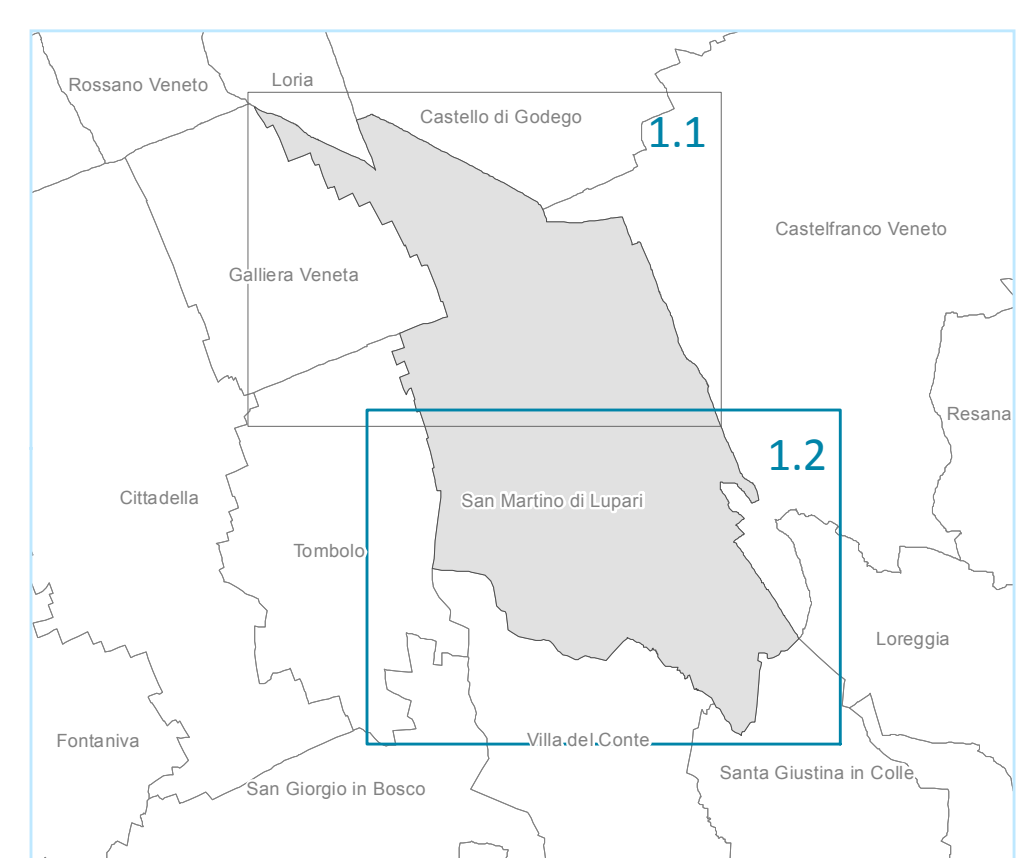 Loria
Rossano Veneto
Castello di Godego
1.1
Castelfranco Veneto
Galliera Veneta
Resana
1.2
Cittadella
San Martino di Lupari
Tombolo
Loreggia
Fontaniva
Villa del Conte
Santa Giustina in Colle
San Giorgio in Bosco